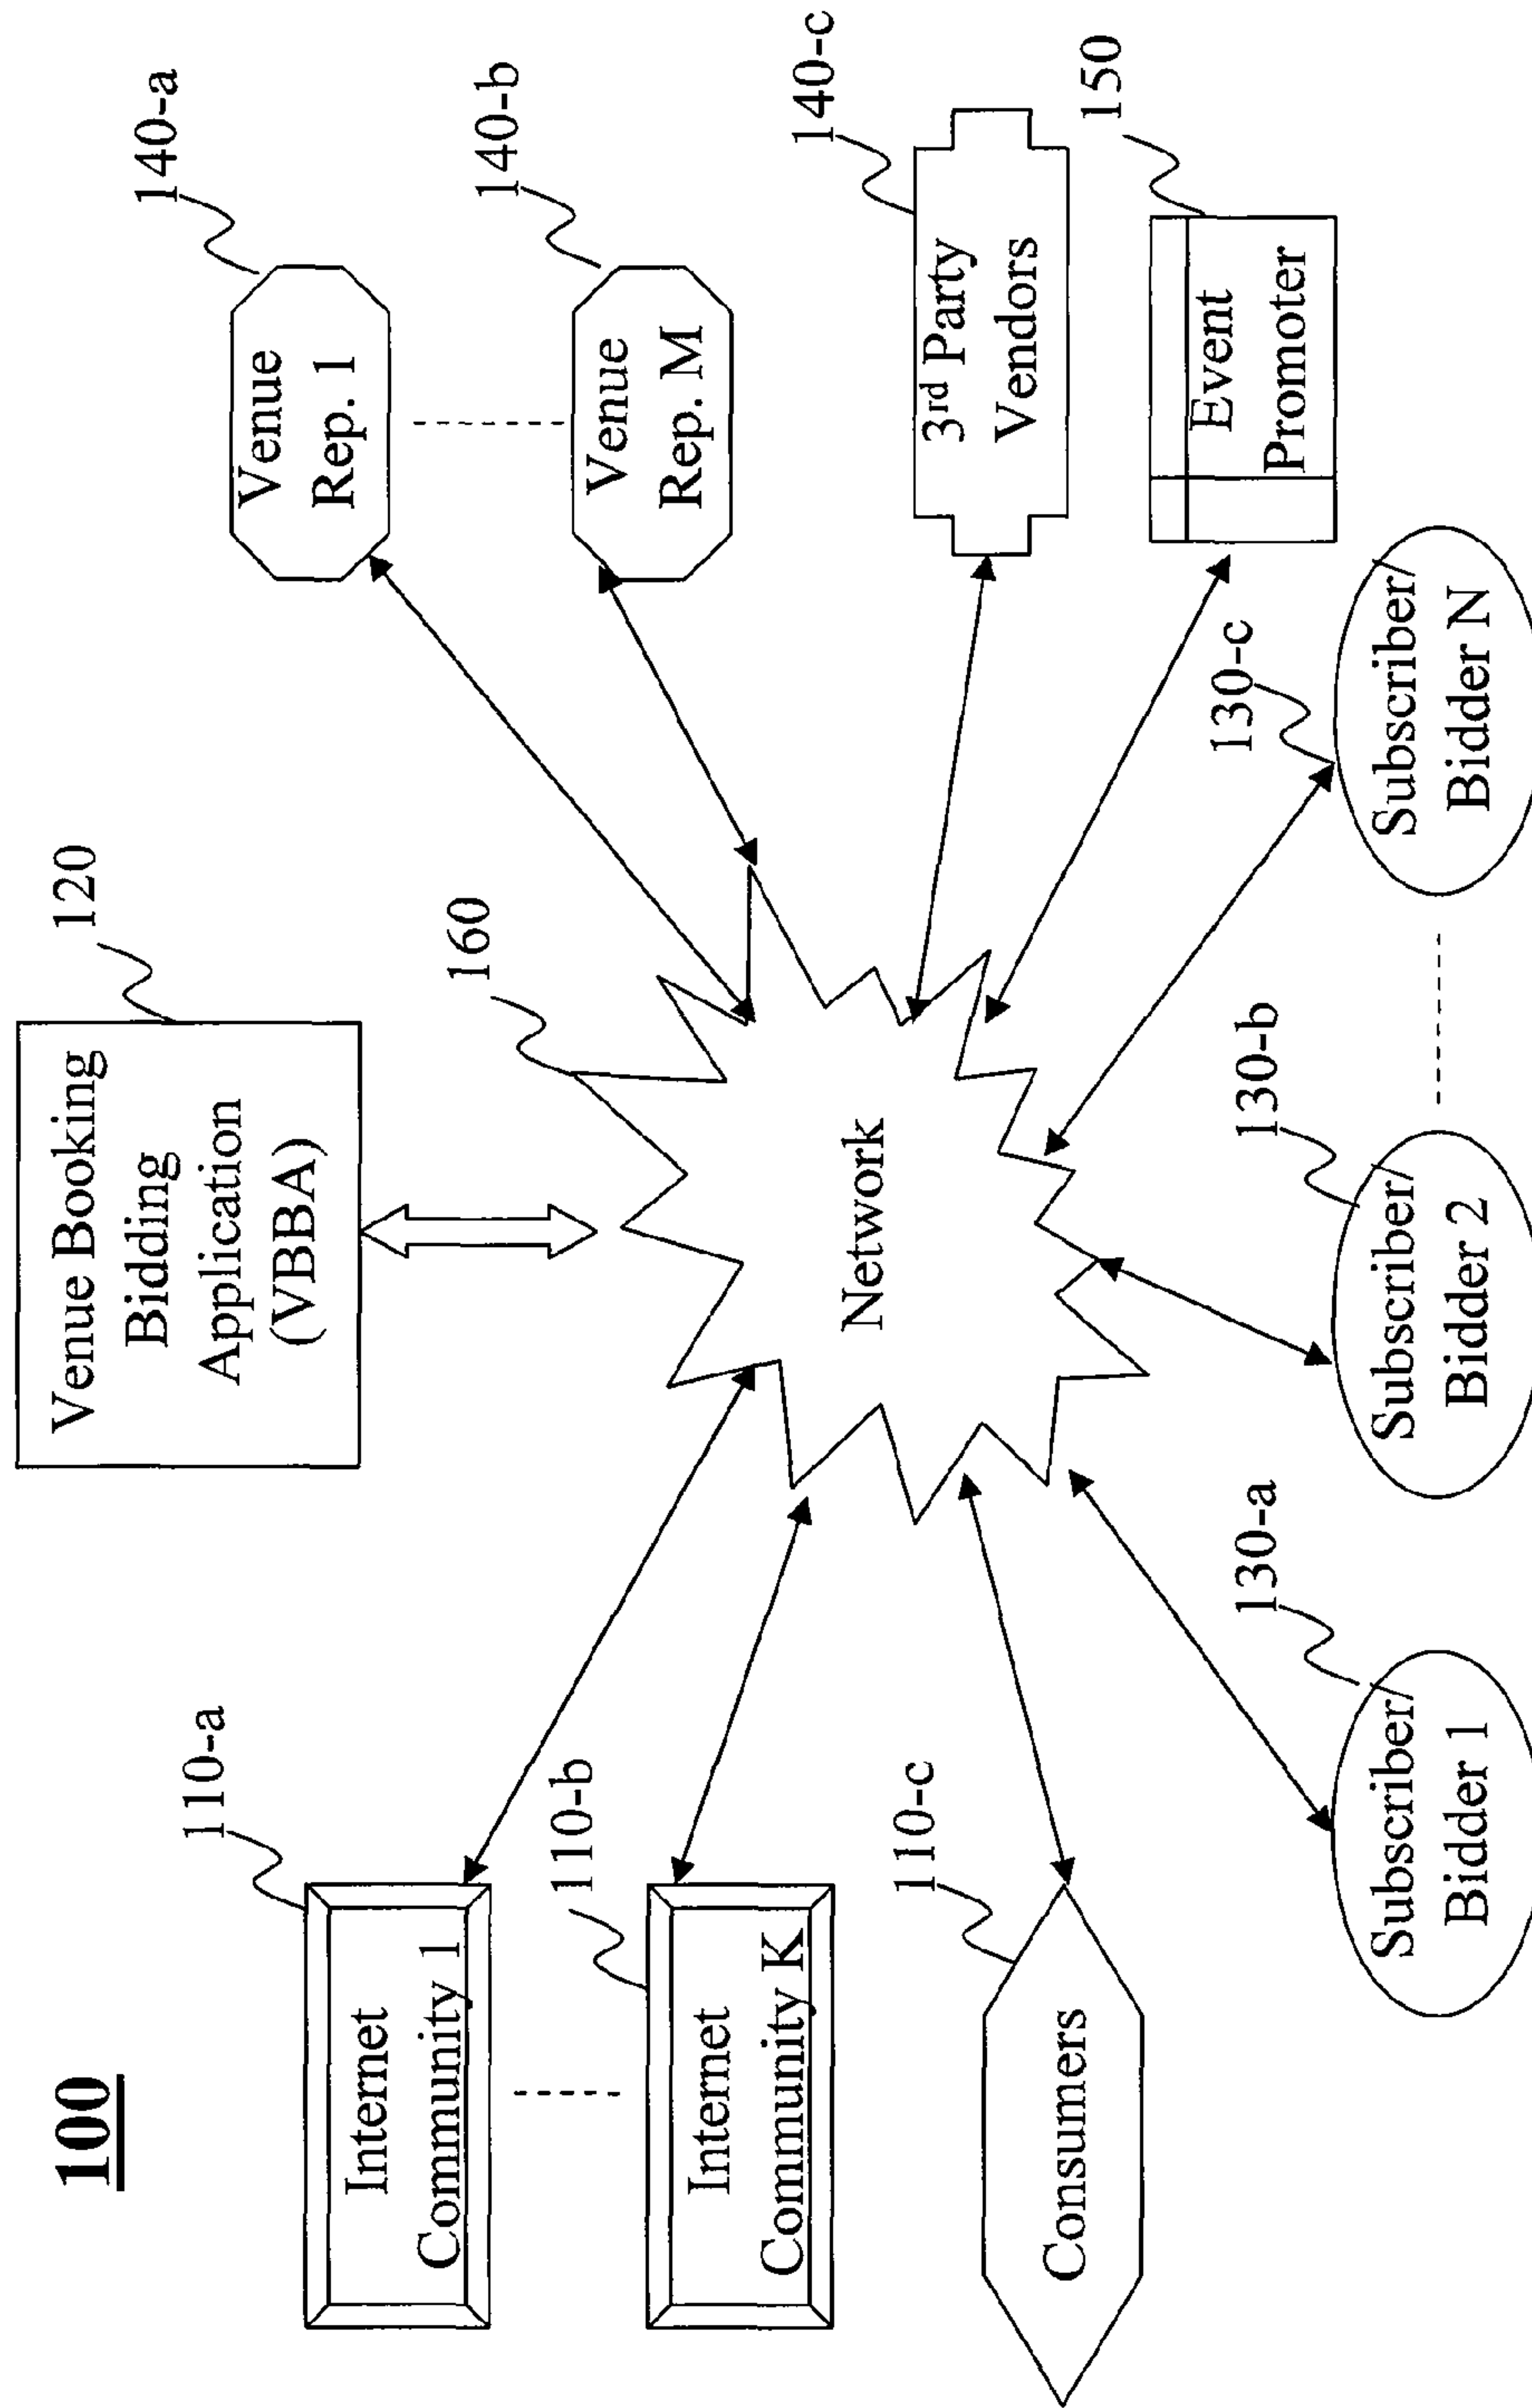 100
Venue Booking
Bidding
Application
(VBBA)
120
110-a
Internet
Community 1
110-b
Internet
Community K
110-c
Consumers
160
Network
140-a
Venue
Rep. 1
140-b
Venue
Rep. M
140-c
3rd Party
Vendors
150
Event
Promoter
130-a
Subscriber/
Bidder 1
130-b
Subscriber/
Bidder 2
130-c
Subscriber/
Bidder N